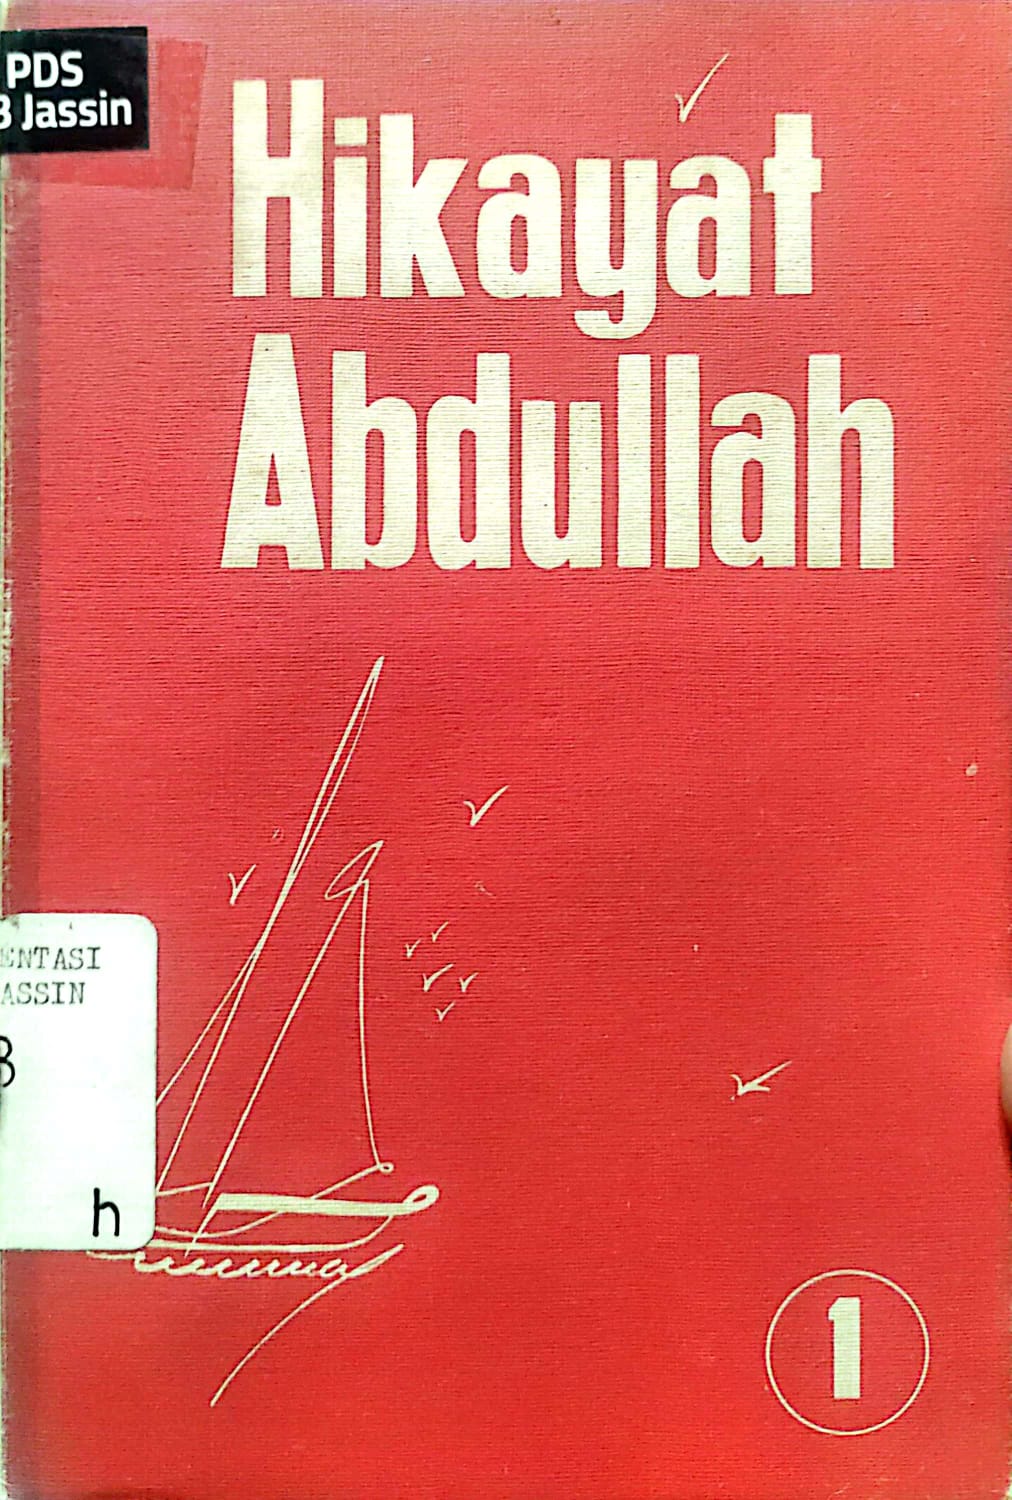 PDS
B Jassin
Hikayat
Abdullah
ENTASI
ASSIN
B
h
1